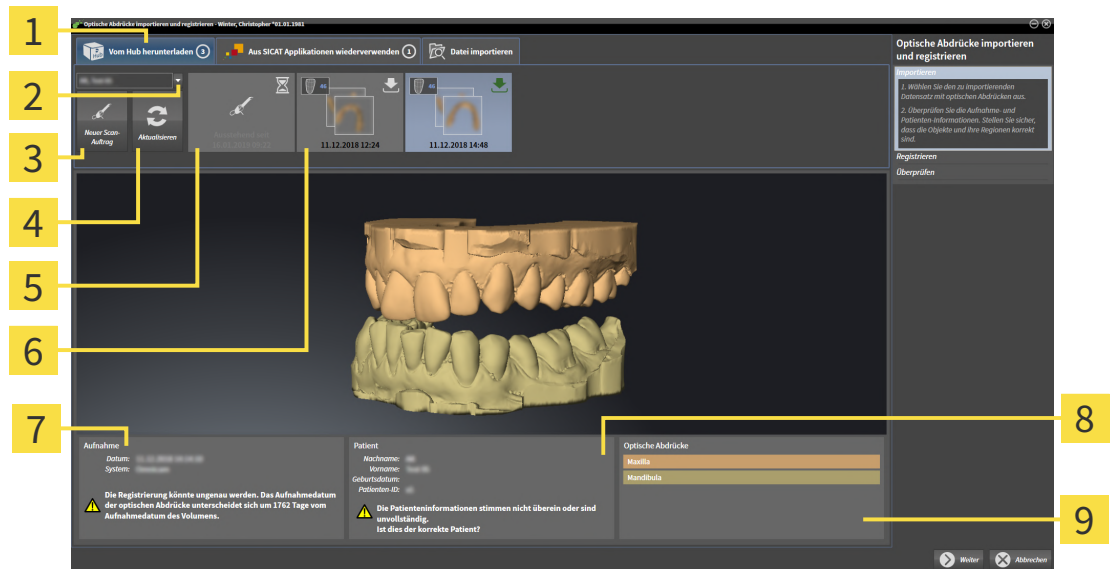 Optische Abdrücke importieren und registrieren - Winter, Christopher *01.01.1981
1
2
3
4
5
6
7
8
9
Vom Hub herunterladen 3
Aus SICAT Applikationen wiederverwenden 1
Datei importieren
Neuer Scan-
Auftrag
Aktualisieren
46
11.12.2018 12:24
46
11.12.2018 14:48
Aufnahme
Datum:
System:
Die Registrierung könnte ungenau werden. Das Aufnahmedatum
der optischen Abdrücke unterscheidet sich um 1762 Tage vom
Aufnahmedatum des Volumens.
Patient
Nachname:
Vorname:
Geburtsdatum:
Patienten-ID:
Die Patienteninformationen stimmen nicht überein oder sind
unvollständig.
Ist dies der korrekte Patient?
Optische Abdrücke
Maxilla
Mandibula
Optische Abdrücke importieren
und registrieren
Importieren
1. Wählen Sie den zu importierenden
Datensatz mit optischen Abdrücken aus.
2. Überprüfen Sie die Aufnahme- und
Patienten-Informationen. Stellen Sie sicher,
dass die Objekte und ihre Regionen korrekt
sind.
Registrieren
Überprüfen
Weiter
Abbrechen